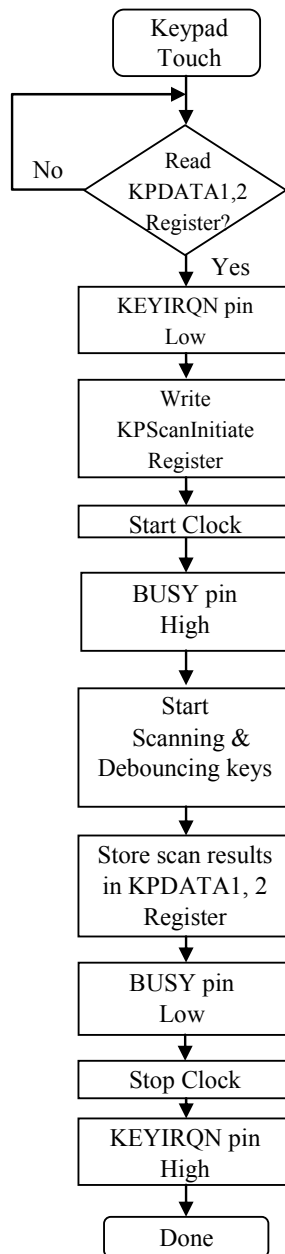 Keypad
Touch
Read
KPDATA1,2
Register?
No
Yes
KEYIRQN pin
Low
Write
KPScanInitiate
Register
Start Clock
BUSY pin
High
Start
Scanning &
Debouncing keys
Store scan results
in KPDATA1, 2
Register
BUSY pin
Low
Stop Clock
KEYIRQN pin
High
Done